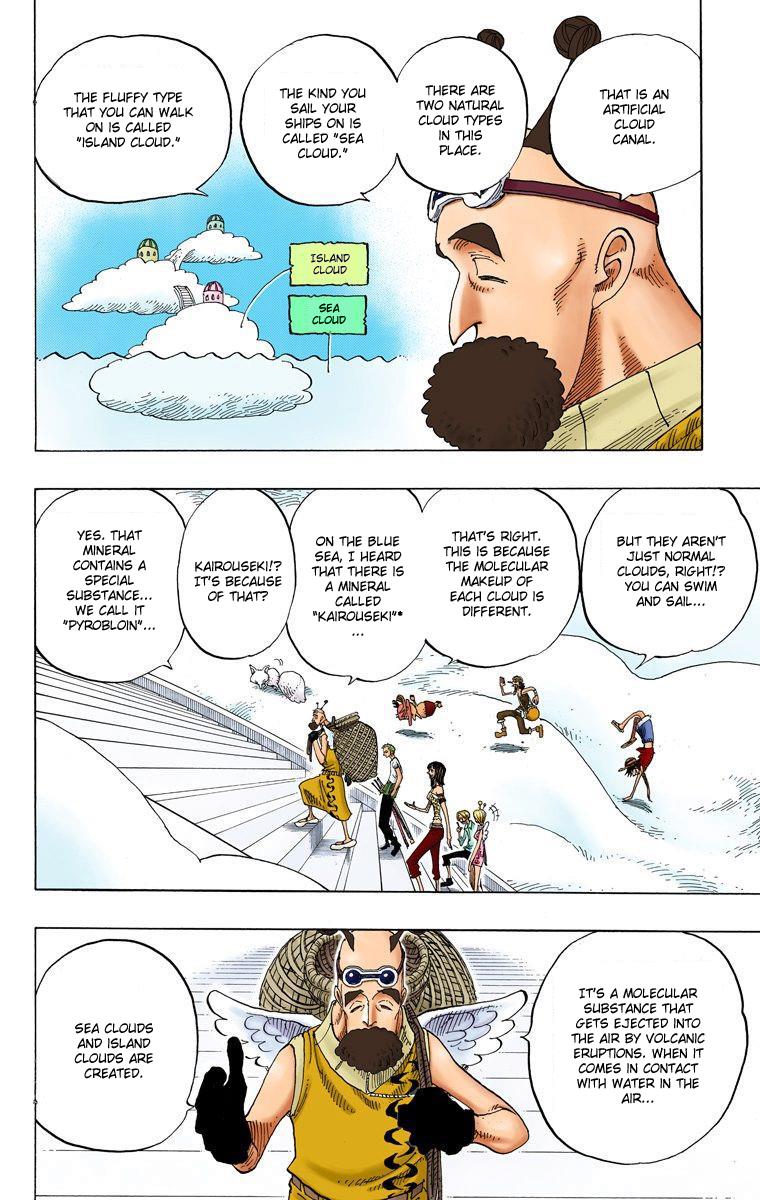 THAT IS AN
ARTIFICIAL
CLOUD
CANAL.
THERE ARE
TWO NATURAL
CLOUD TYPES
IN THIS
PLACE.
THE KIND YOU
SAIL YOUR
SHIPS ON IS
CALLED "SEA
CLOUD."
THE FLUFFY TYPE
THAT YOU CAN WALK
ON IS CALLED
"ISLAND CLOUD."
ISLAND
CLOUD
SEA
CLOUD
BUT THEY AREN'T
JUST NORMAL
CLOUDS, RIGHT!?
YOU CAN SWIM
AND SAIL...
THAT'S RIGHT.
THIS IS BECAUSE
THE MOLECULAR
MAKEUP OF
EACH CLOUD IS
DIFFERENT.
ON THE BLUE
SEA, I HEARD
THAT THERE IS
A MINERAL
CALLED
"KAIROUSEKI"*
...
KAIROUSEKI!?
IT'S BECAUSE
OF THAT?
YES. THAT
MINERAL
CONTAINS A
SPECIAL
SUBSTANCE...
WE CALL IT
"PYROBLOIN"...
IT'S A MOLECULAR
SUBSTANCE THAT
GETS EJECTED INTO
THE AIR BY VOLCANIC
ERUPTIONS. WHEN IT
COMES IN CONTACT
WITH WATER IN THE
AIR...
SEA CLOUDS
AND ISLAND
CLOUDS ARE
CREATED.